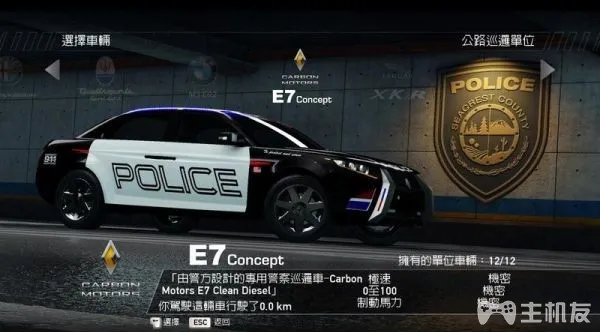 選擇車輛
公路巡邏單位
CARBON
MOTORS
E7 Concept
XKR
POLICE
SEACREST COUNTY
911
POLICE
E7 Concept
擁有的單位車輛：12/12
CARBON
MOTORS
「由警方設計的專用警察巡邏車-Carbon
Motors E7 Clean Diesel」
你駕駛這輛車行駛了0.0 km
極速 機密
0至100 機密
制動馬力 機密
選擇 ESC 返回
主机友